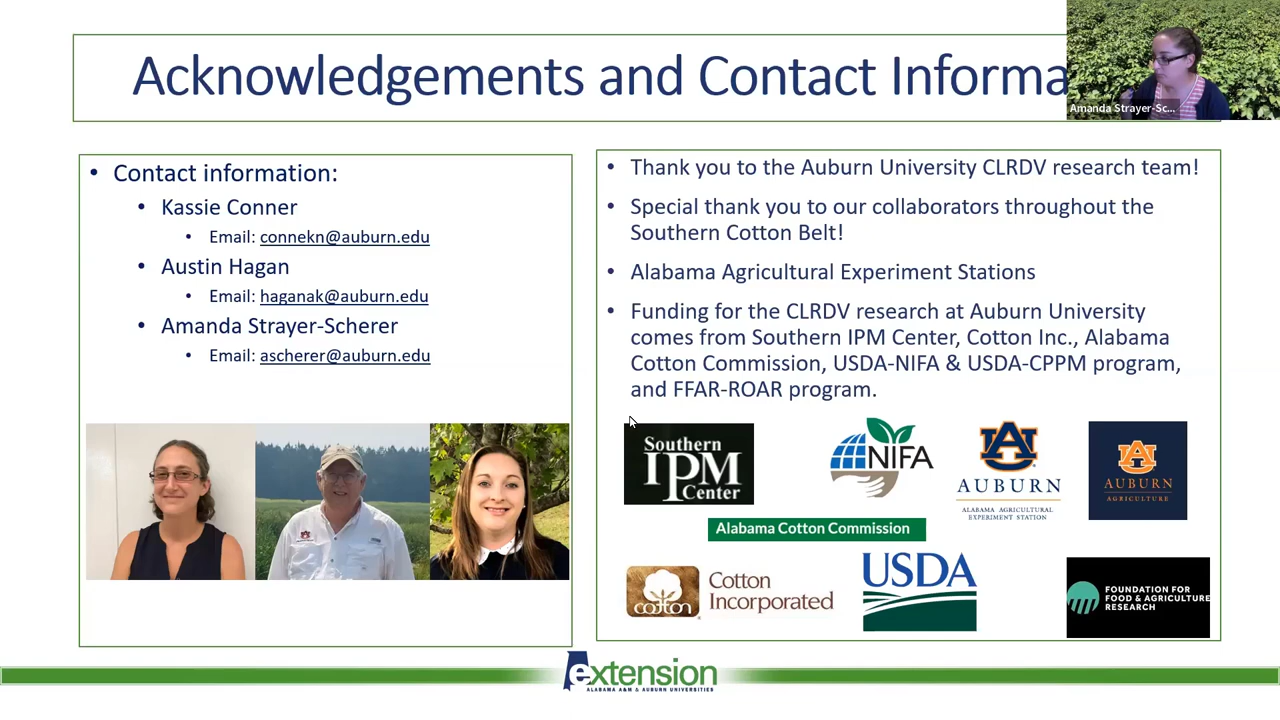 Acknowledgements and Contact Informa
Amanda Strayer-Sc...
• Contact information:
• Kassie Conner
• Email: connekn@auburn.edu
• Austin Hagan
• Email: haganak@auburn.edu
• Amanda Strayer-Scherer
• Email: ascherer@auburn.edu
• Thank you to the Auburn University CLRDV research team!
• Special thank you to our collaborators throughout the
Southern Cotton Belt!
• Alabama Agricultural Experiment Stations
• Funding for the CLRDV research at Auburn University
comes from Southern IPM Center, Cotton Inc., Alabama
Cotton Commission, USDA-NIFA & USDA-CPPM program,
and FFAR-ROAR program.
Southern
IPM
Center
NIFA
AU
AUBURN
ALABAMA AGRICULTURAL
EXPERIMENT STATION
AU
AUBURN
AGRICULTURE
Alabama Cotton Commission
cotton
Cotton
Incorporated
USDA
FOUNDATION FOR
FOOD & AGRICULTURE
RESEARCH
extension
ALABAMA A&M & AUBURN UNIVERSITIES